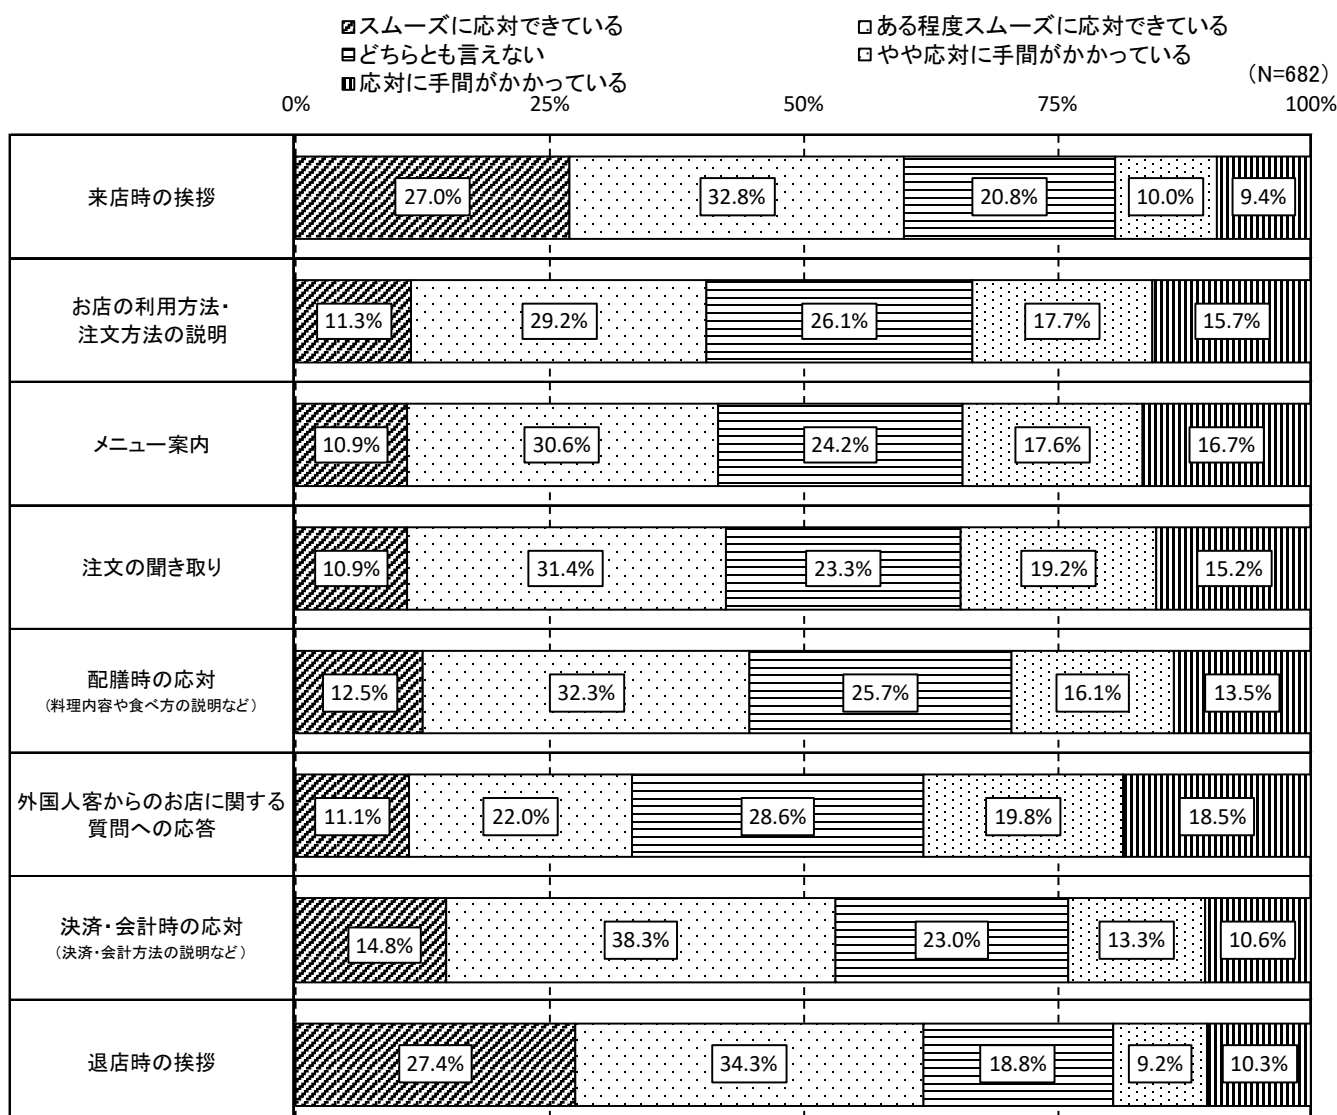 スムーズに応対できている
ある程度スムーズに応対できている
どちらとも言えない
やや応対に手間がかかっている
応対に手間がかかっている
(N=682)
0% 25% 50% 75% 100%
来店時の挨拶
27.0% 32.8% 20.8% 10.0% 9.4%
お店の利用方法・
注文方法の説明
11.3% 29.2% 26.1% 17.7% 15.7%
メニュー案内
10.9% 30.6% 24.2% 17.6% 16.7%
注文の聞き取り
10.9% 31.4% 23.3% 19.2% 15.2%
配膳時の応対
(料理内容や食べ方の説明など)
12.5% 32.3% 25.7% 16.1% 13.5%
外国人客からのお店に関する
質問への応答
11.1% 22.0% 28.6% 19.8% 18.5%
決済・会計時の応対
(決済・会計方法の説明など)
14.8% 38.3% 23.0% 13.3% 10.6%
退店時の挨拶
27.4% 34.3% 18.8% 9.2% 10.3%